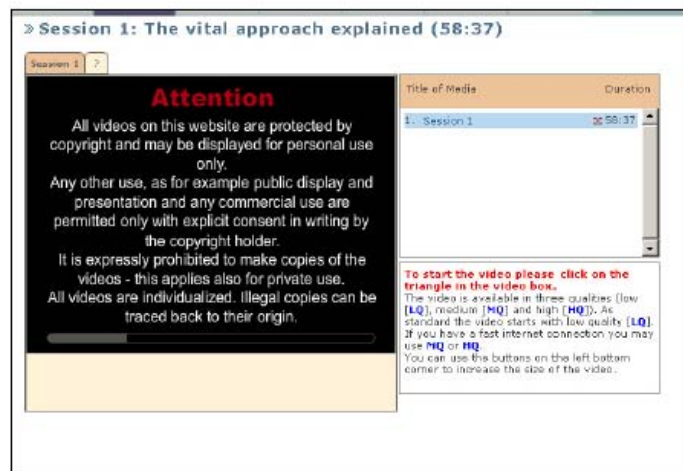 » Session 1: The vital approach explained (58:37)
Session 1 ?
Attention
All videos on this website are protected by
copyright and may be displayed for personal use
only.
Any other use, as for example public display and
presentation and any commercial use are
permitted only with explicit consent in writing by
the copyright holder.
It is expressly prohibited to make copies of the
videos - this applies also for private use.
All videos are individualized. Illegal copies can be
traced back to their origin.
Title of Media Duration
1. Session 1 58:37
To start the video please click on the
triangle in the video box.
The video is available in three qualities (low
[LQ], medium [MQ] and high [HQ]). As
standard the video starts with low quality [LQ].
If you have a fast internet connection you may
use MQ or HQ.
You can use the buttons on the left bottom
corner to increase the size of the video.